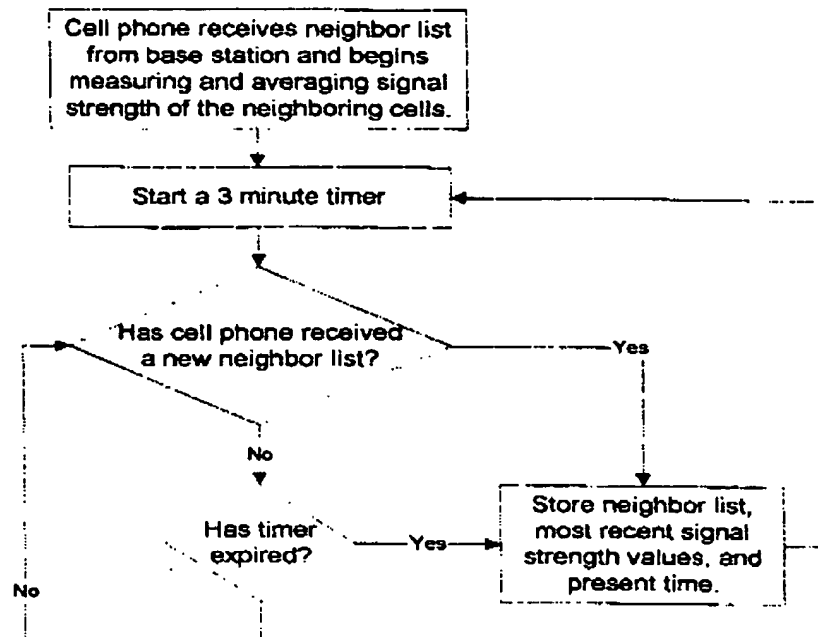 Cell phone receives neighbor list
from base station and begins
measuring and averaging signal
strength of the neighboring cells.
Start a 3 minute timer
Has cell phone received
a new neighbor list?
Yes
No
Has timer
expired?
Yes
Store neighbor list,
most recent signal
strength values, and
present time.
No